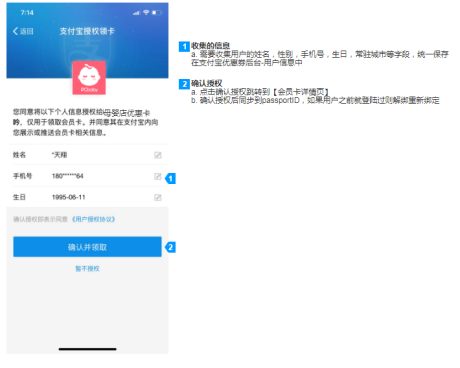 7:14
返回
支付宝授权领卡
PClady
您同意将以下个人信息授权给母婴店优惠卡
聆，仅用于领取会员卡。并同意其在支付宝内向
您展示或推送会员卡相关信息。
姓名 *天翔
手机号 180******64
1
生日 1995-06-11
确认授权即表示同意《用户授权协议》
确认并领取
2
暂不授权
1 收集的信息
a. 需要收集用户的姓名，性别，手机号，生日，常驻城市等字段，统一保存
在支付宝优惠券后台-用户信息中
2 确认授权
a. 点击确认授权跳转到【会员卡详情页】
b. 确认授权后同步到passportID，如果用户之前就登陆过则解绑重新绑定